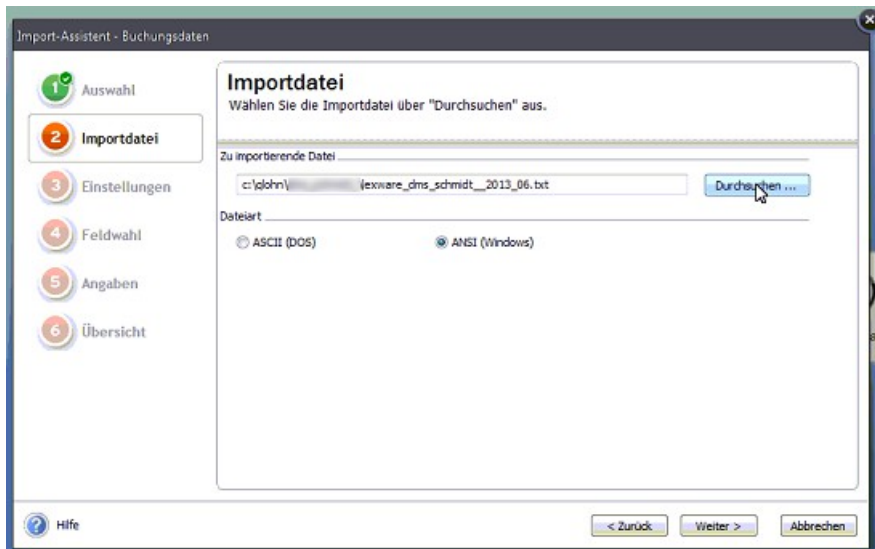 Import-Assistent - Buchungsdaten
1 Auswahl
2 Importdatei
3 Einstellungen
4 Feldwahl
5 Angaben
6 Übersicht
Importdatei
Wählen Sie die Importdatei über "Durchsuchen" aus.
Zu importierende Datei
c:\qlohn\ \lexware_dms_schmidt__2013_06.txt
Durchsuchen ...
Dateiart
ASCII (DOS)
ANSI (Windows)
Hilfe
< Zurück
Weiter >
Abbrechen